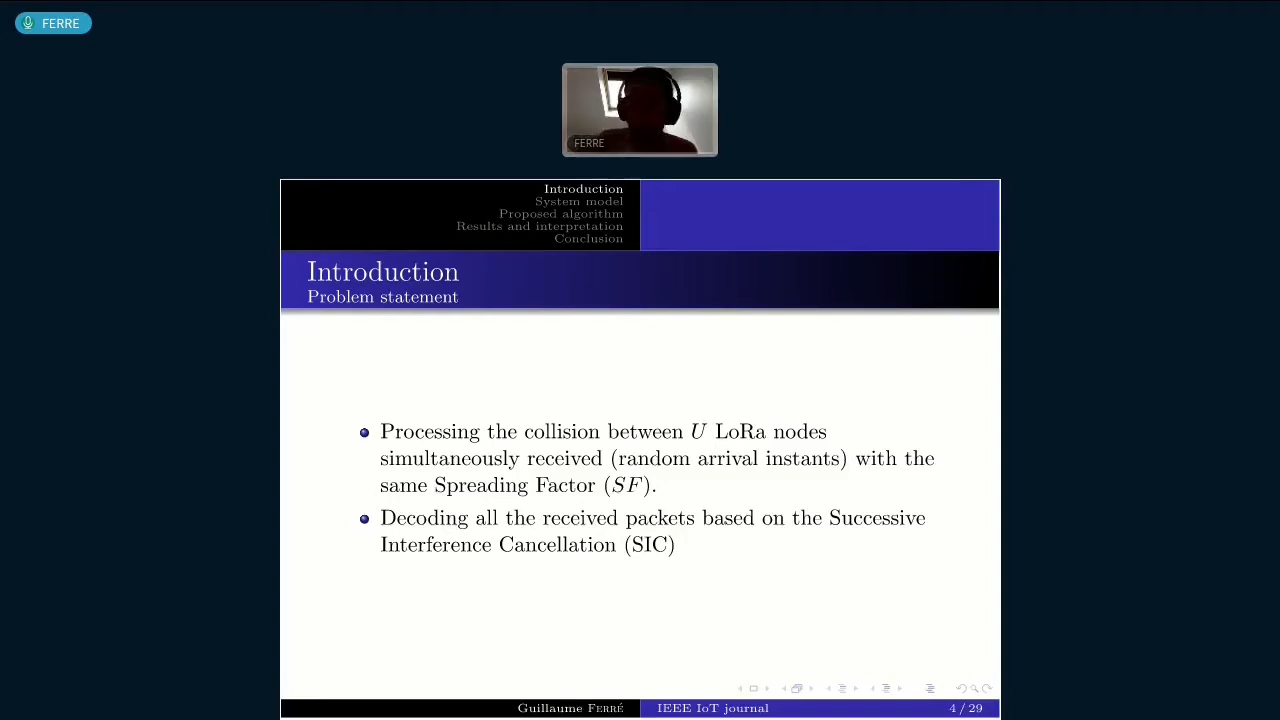 FERRE
FERRE
Introduction
System model
Proposed algorithm
Results and interpretation
Conclusion
Introduction
Problem statement
Processing the collision between U LoRa nodes
simultaneously received (random arrival instants) with the
same Spreading Factor (SF).
Decoding all the received packets based on the Successive
Interference Cancellation (SIC)
Guillaume FERRÉ
IEEE IoT journal
4 / 29